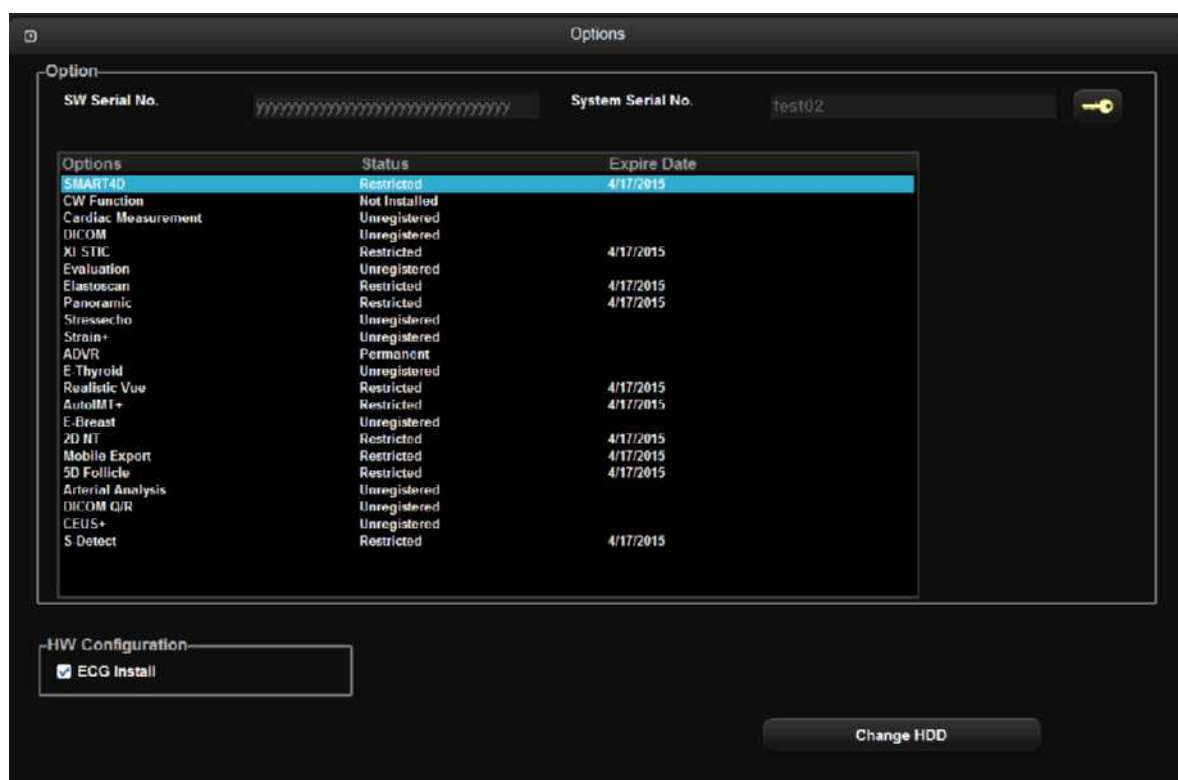 Options
Option
SW Serial No. System Serial No. test02
Options Status Expire Date
SMART4D Restricted 4/17/2015
CW Function Not Installed
Cardiac Measurement Unregistered
DICOM Unregistered
XI STIC Restricted 4/17/2015
Evaluation Unregistered
Elastoscan Restricted 4/17/2015
Panoramic Restricted 4/17/2015
Stressecho Unregistered
Strain+ Unregistered
ADVR Permanent
E-Thyroid Unregistered
Realistic Vue Restricted 4/17/2015
AutoIMT+ Restricted 4/17/2015
E-Breast Unregistered
2D NT Restricted 4/17/2015
Mobile Export Restricted 4/17/2015
5D Follicle Restricted 4/17/2015
Arterial Analysis Unregistered
DICOM Q/R Unregistered
CEUS+ Unregistered
S-Detect Restricted 4/17/2015
HW Configuration
ECG Install
Change HDD